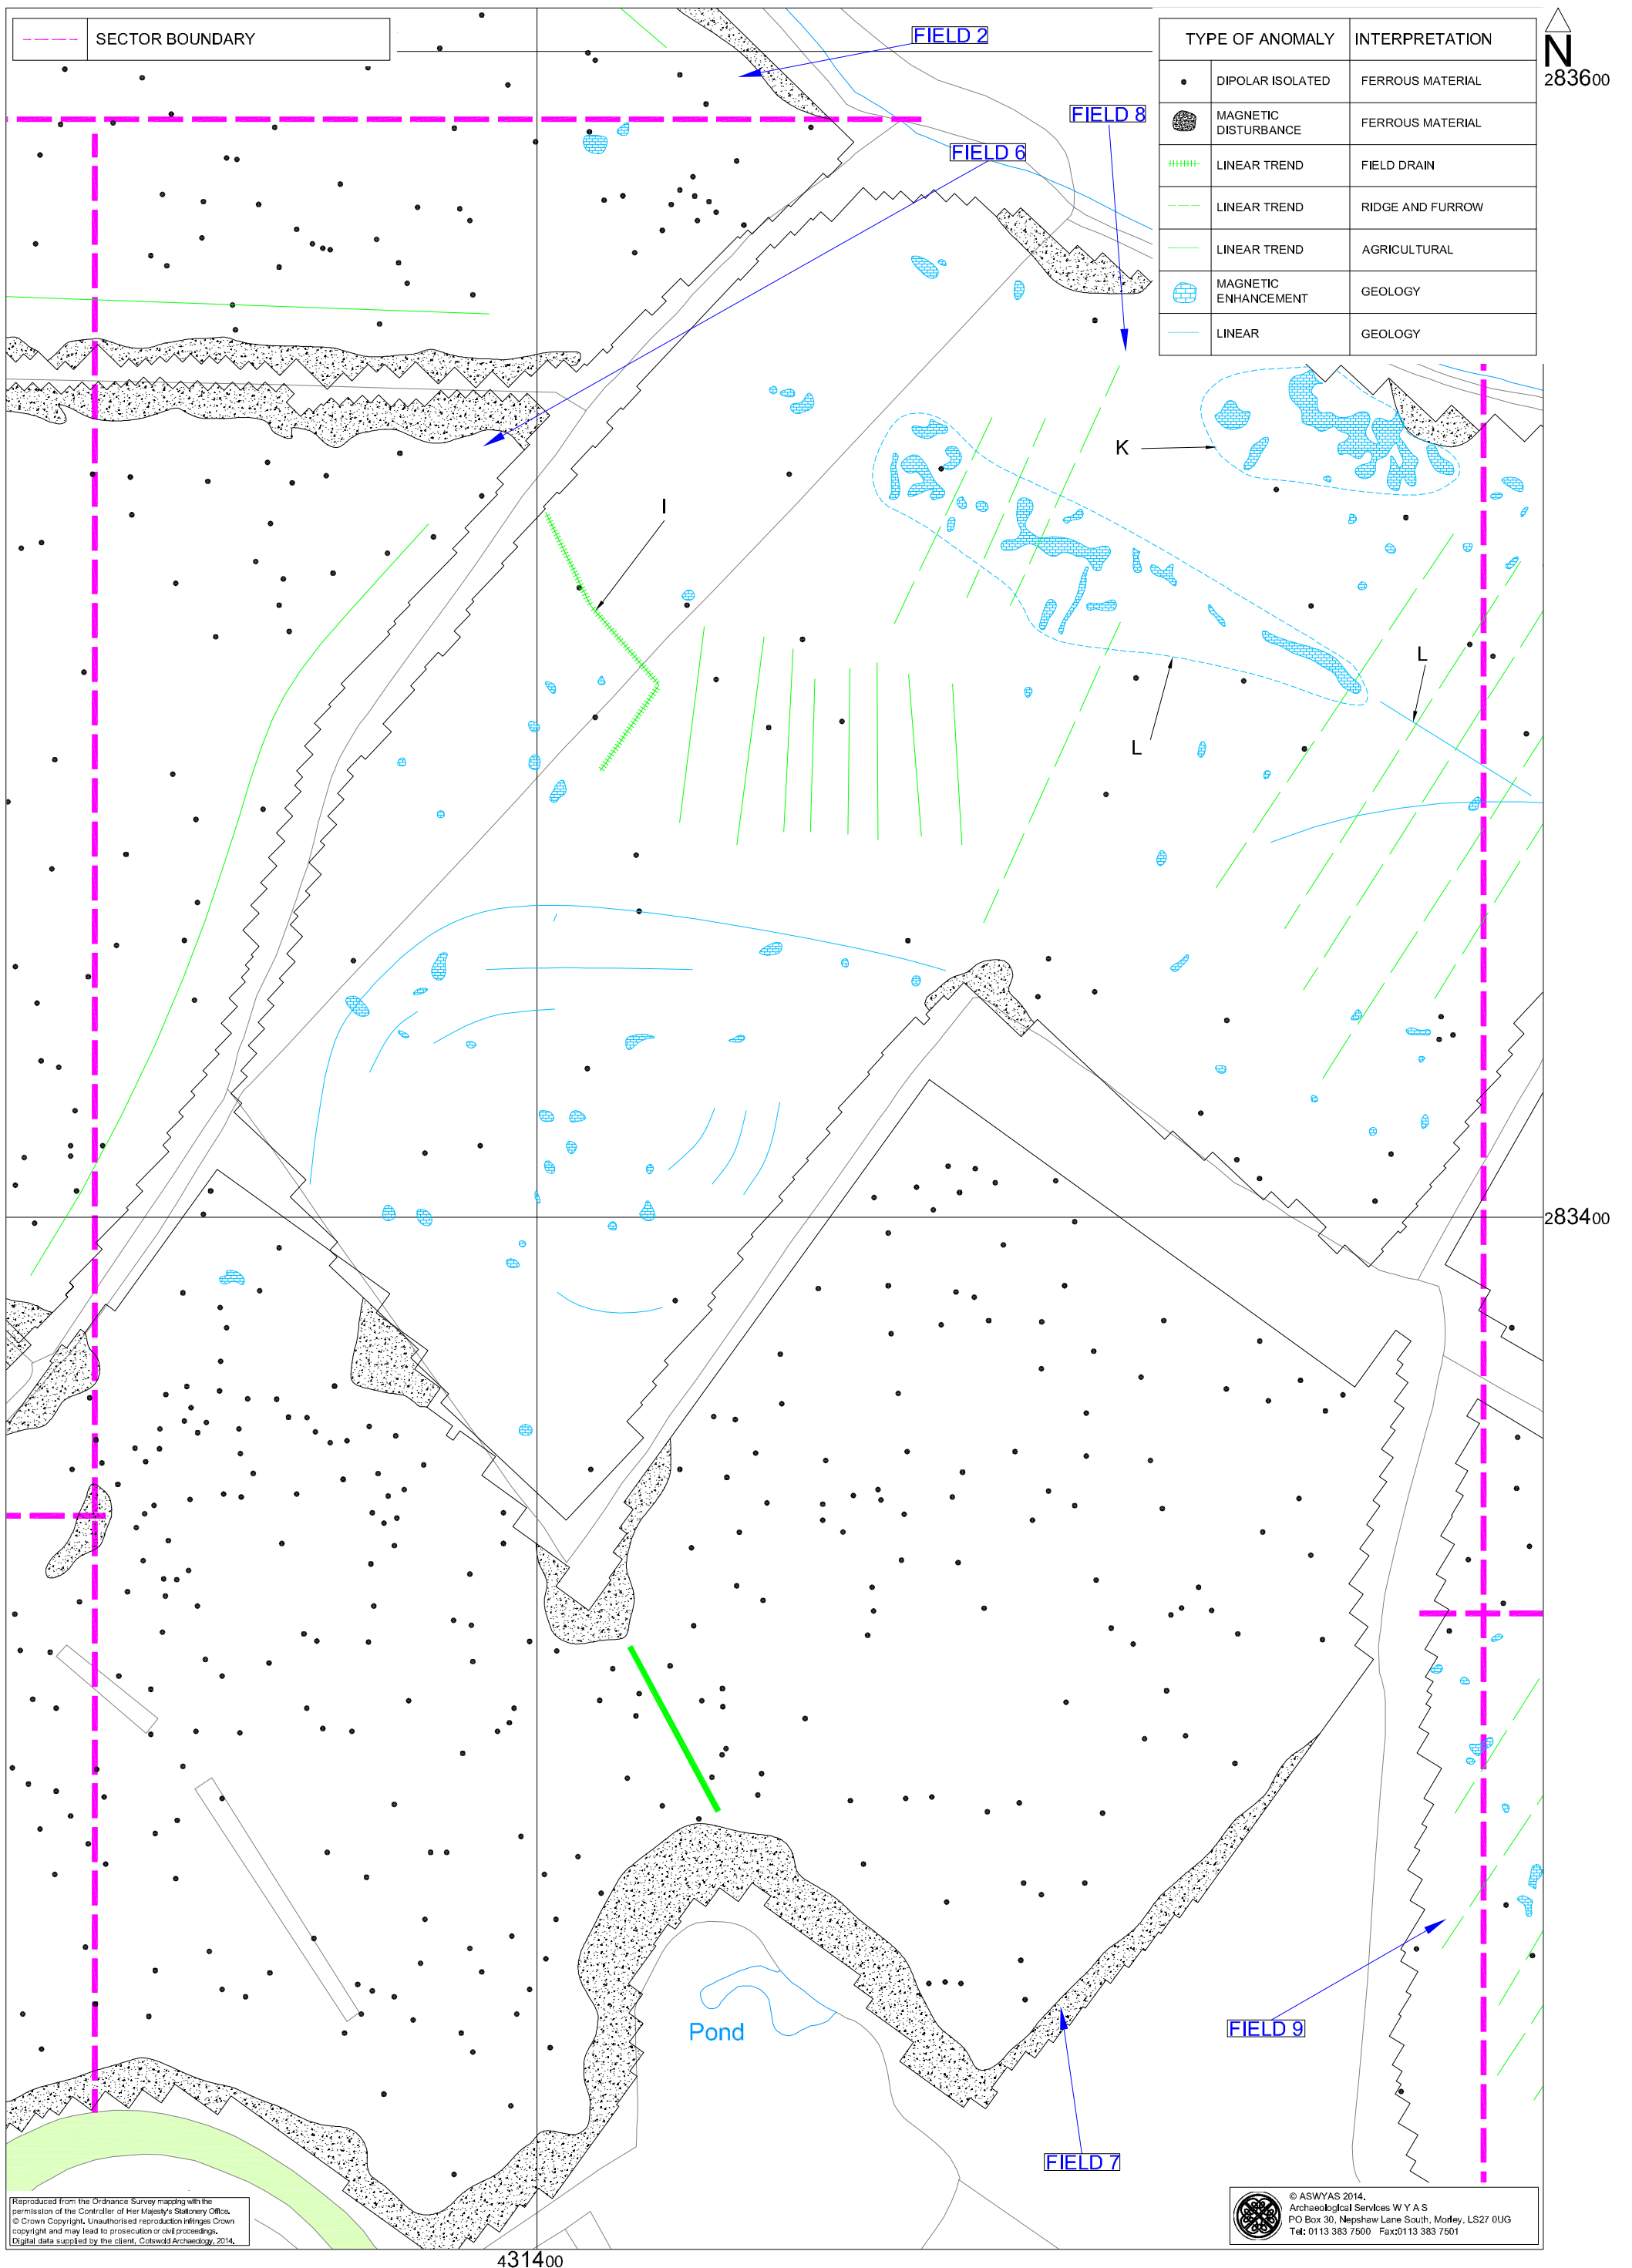 SECTOR BOUNDARY
FIELD 2
TYPE OF ANOMALY INTERPRETATION
DIPOLAR ISOLATED FERROUS MATERIAL
MAGNETIC
DISTURBANCE FERROUS MATERIAL
LINEAR TREND FIELD DRAIN
LINEAR TREND RIDGE AND FURROW
LINEAR TREND AGRICULTURAL
MAGNETIC
ENHANCEMENT GEOLOGY
LINEAR GEOLOGY
N
283600
FIELD 8
FIELD 6
K
I
L
L
283400
Pond
FIELD 9
FIELD 7
Reproduced from the Ordnance Survey mapping with the
permission of the Controller of Her Majesty's Stationery Office.
© Crown Copyright. Unauthorised reproduction infringes Crown
copyright and may lead to prosecution or civil proceedings.
Digital data supplied by the client, Cotswold Archaeology, 2014.
© ASWYAS 2014.
Archaeological Services W Y A S
PO Box 30, Nepshaw Lane South, Morley, LS27 0UG
Tel: 0113 383 7500 Fax:0113 383 7501
431400